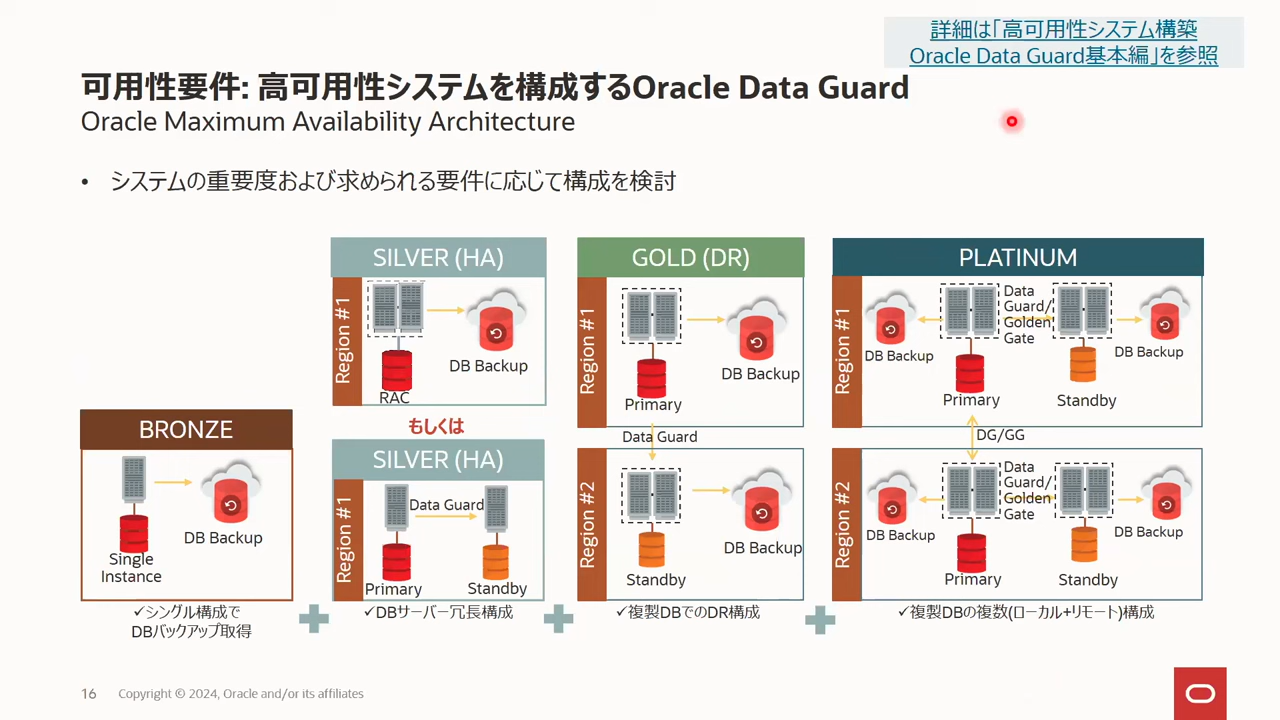 詳細は「高可用性システム構築
Oracle Data Guard基本編」を参照
可用性要件: 高可用性システムを構成するOracle Data Guard
Oracle Maximum Availability Architecture
• システムの重要度および求められる要件に応じて構成を検討
BRONZE
Single
Instance
DB Backup
✓シングル構成で
DBバックアップ取得
SILVER (HA)
Region #1
RAC
DB Backup
もしくは
SILVER (HA)
Region #1
Data Guard
Primary
Standby
✓DBサーバー冗長構成
GOLD (DR)
Region #1
Primary
DB Backup
Data Guard
Region #2
Standby
DB Backup
✓複製DBでのDR構成
PLATINUM
Region #1
DB Backup
Primary
Data
Guard/
Golden
Gate
Standby
DB Backup
DG/GG
Region #2
DB Backup
Primary
Data
Guard/
Golden
Gate
Standby
DB Backup
✓複製DBの複数(ローカル+リモート)構成
16
Copyright © 2024, Oracle and/or its affiliates